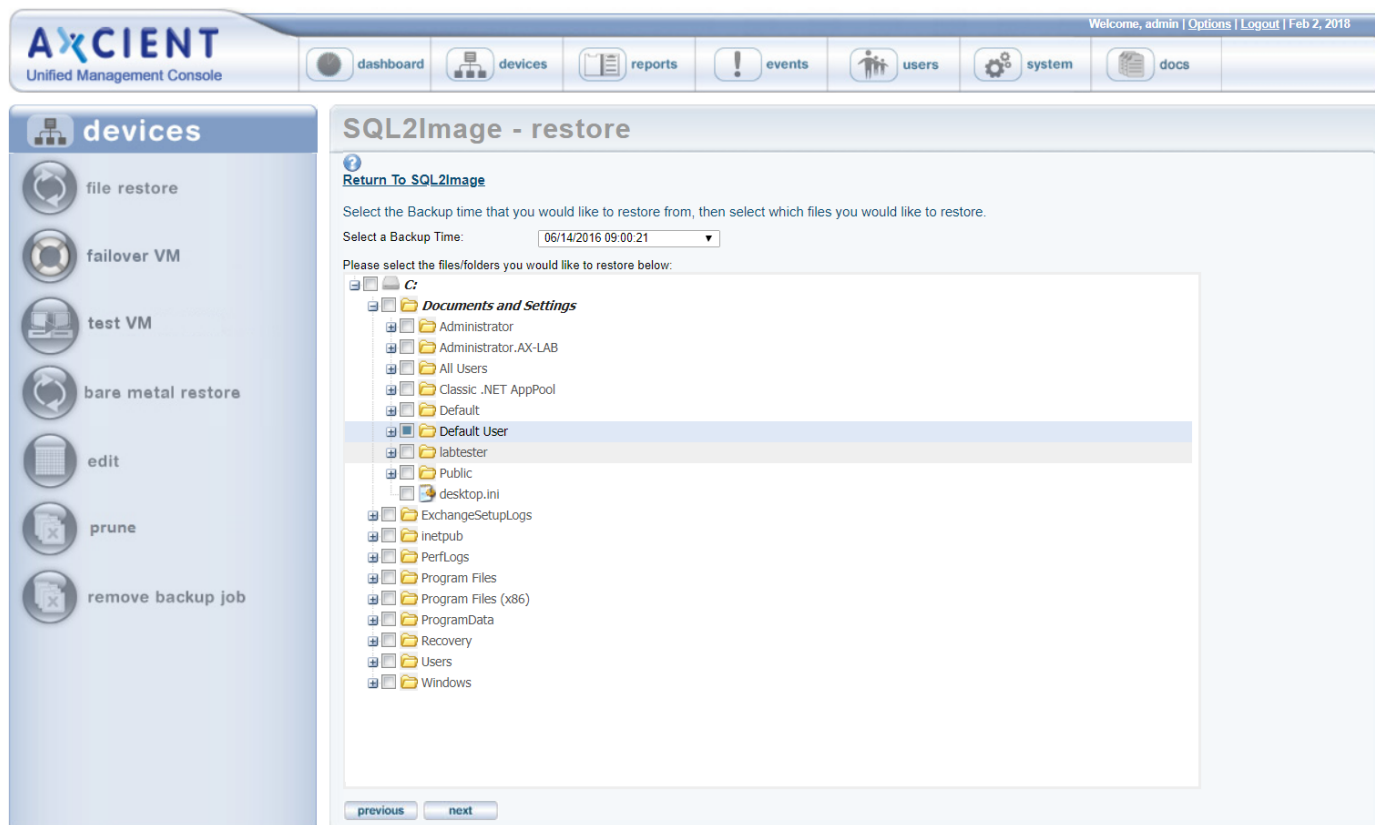 Welcome, admin | Options | Logout | Feb 2, 2018
AXCIENT
Unified Management Console
dashboard devices reports events users system docs
devices
file restore
failover VM
test VM
bare metal restore
edit
prune
remove backup job
SQL2Image - restore
?
Return To SQL2Image
Select the Backup time that you would like to restore from, then select which files you would like to restore.
Select a Backup Time: 06/14/2016 09:00:21
Please select the files/folders you would like to restore below:
C:
Documents and Settings
Administrator
Administrator.AX-LAB
All Users
Classic .NET AppPool
Default
Default User
labtester
Public
desktop.ini
ExchangeSetupLogs
inetpub
PerfLogs
Program Files
Program Files (x86)
ProgramData
Recovery
Users
Windows
previous next